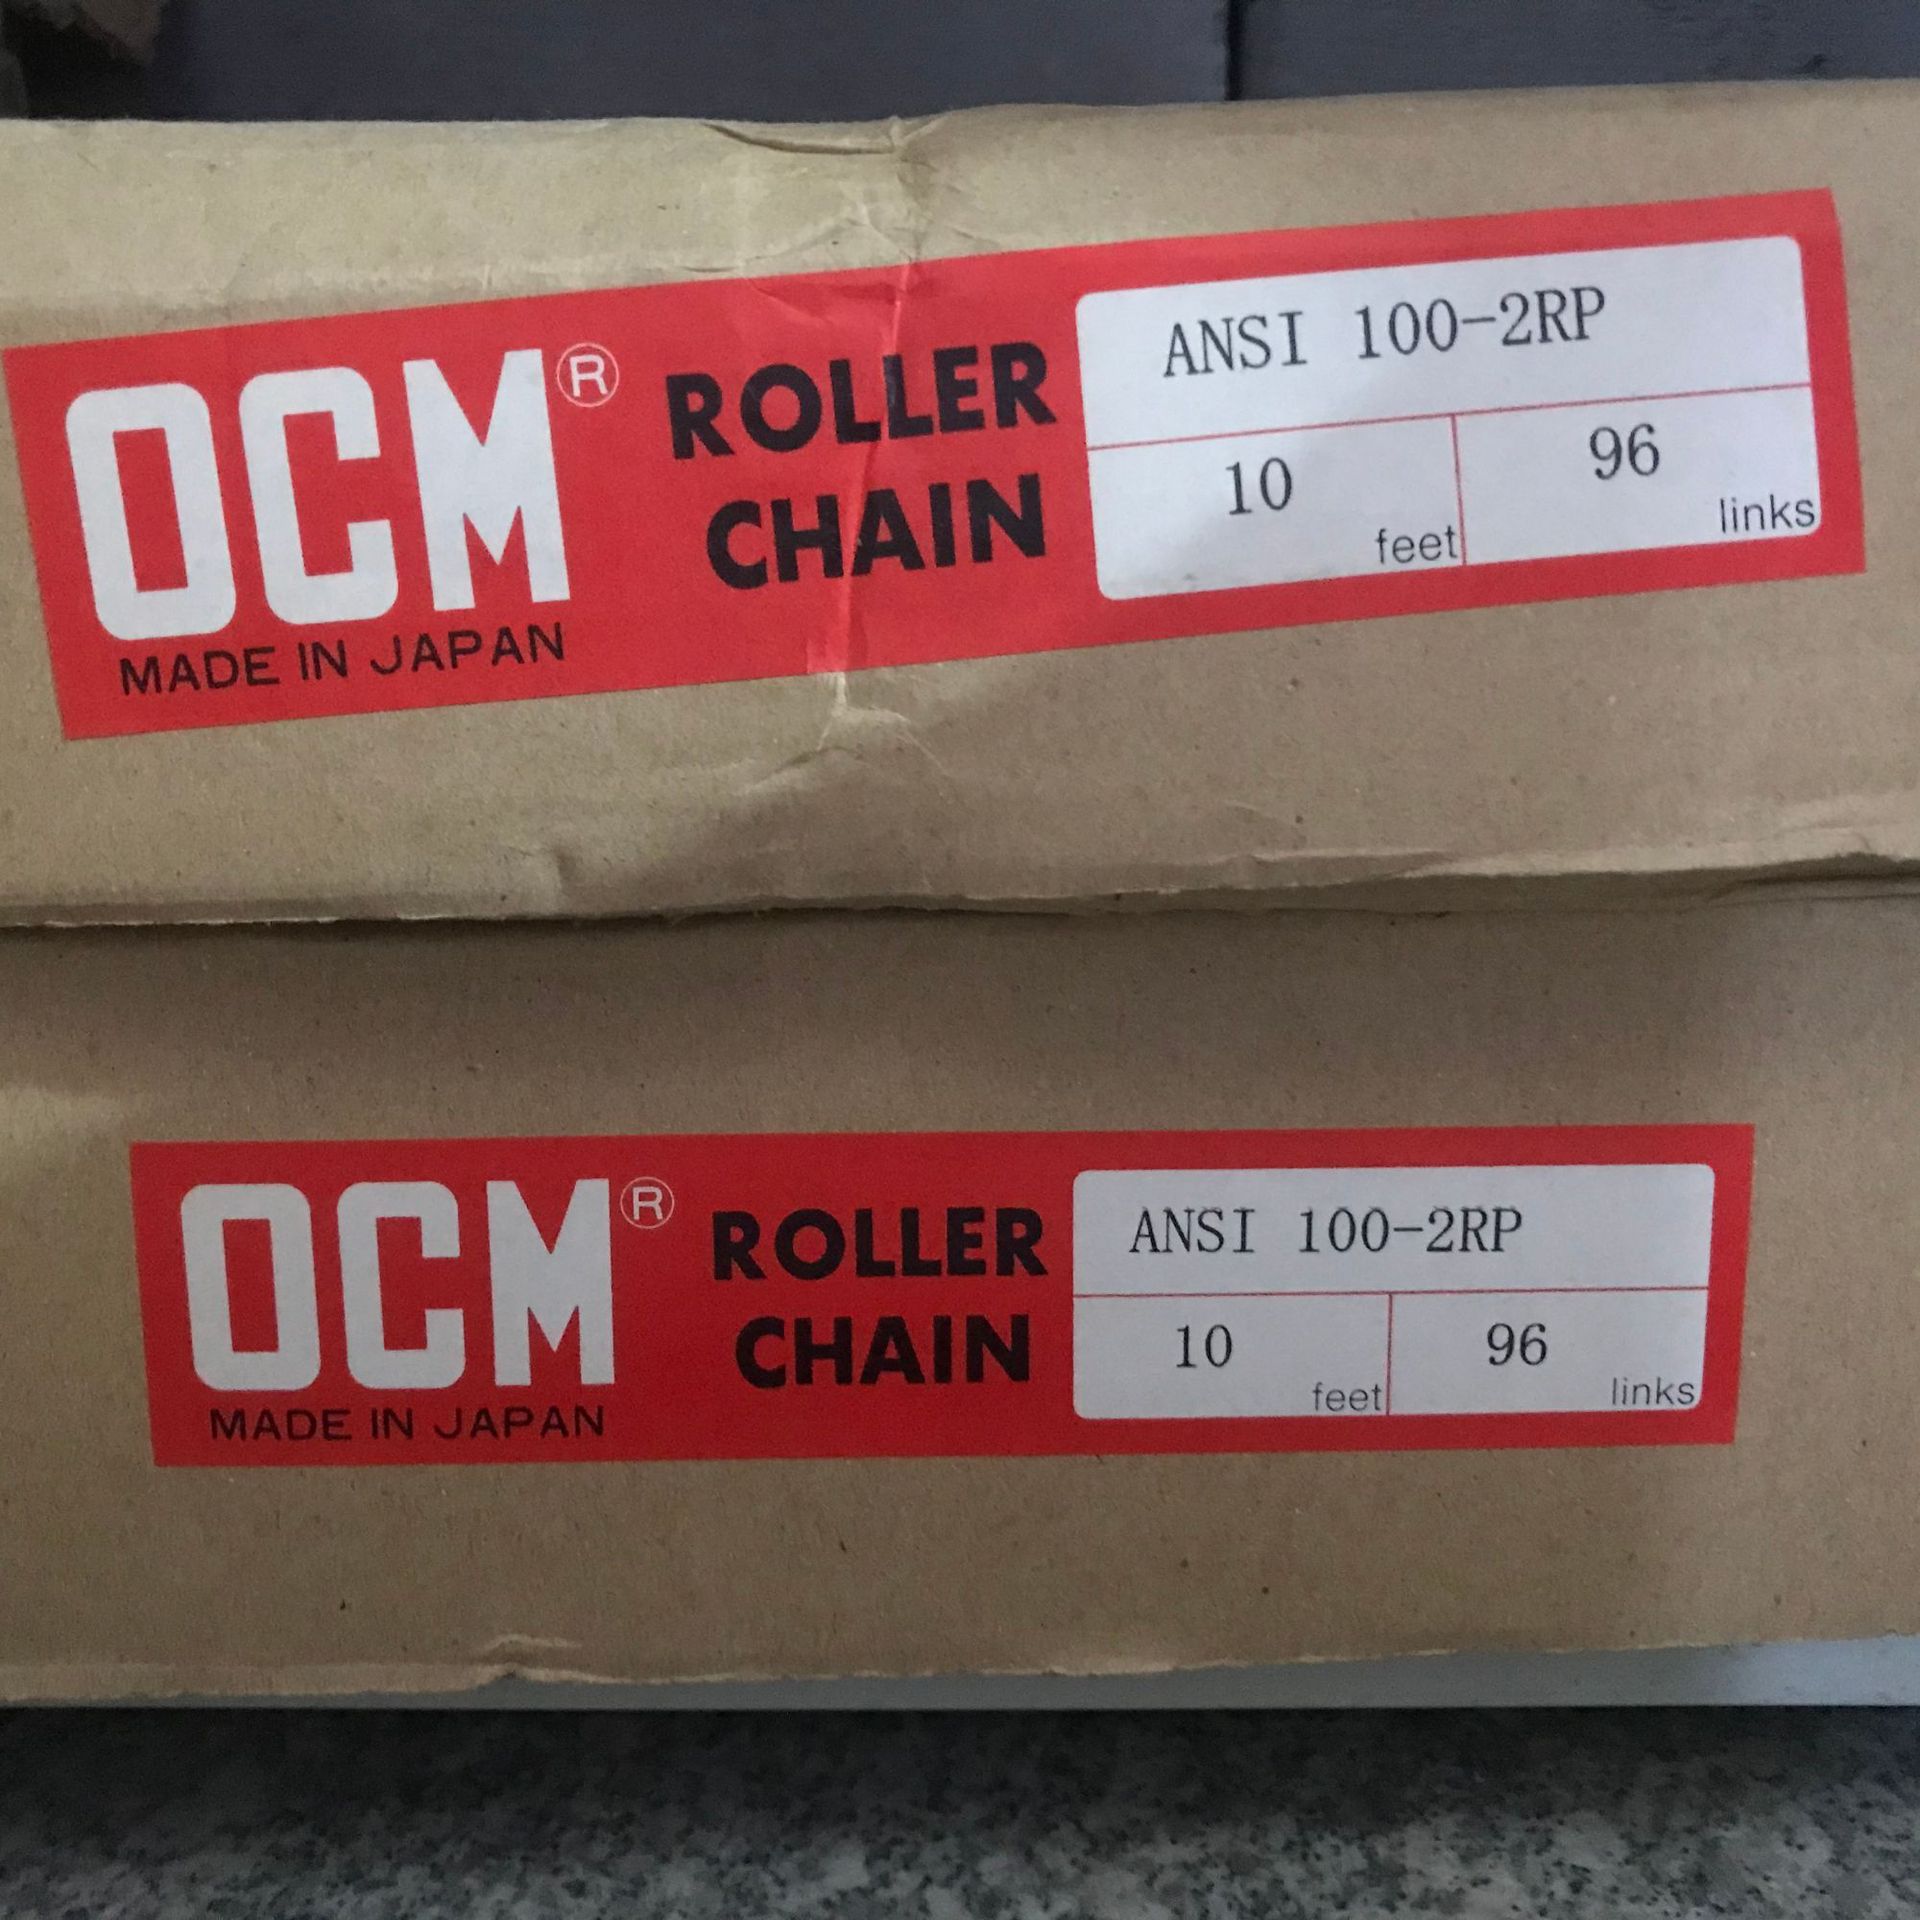 OCM® ROLLER CHAIN
MADE IN JAPAN
ANSI 100-2RP
10 feet 96 links
OCM® ROLLER CHAIN
MADE IN JAPAN
ANSI 100-2RP
10 feet 96 links